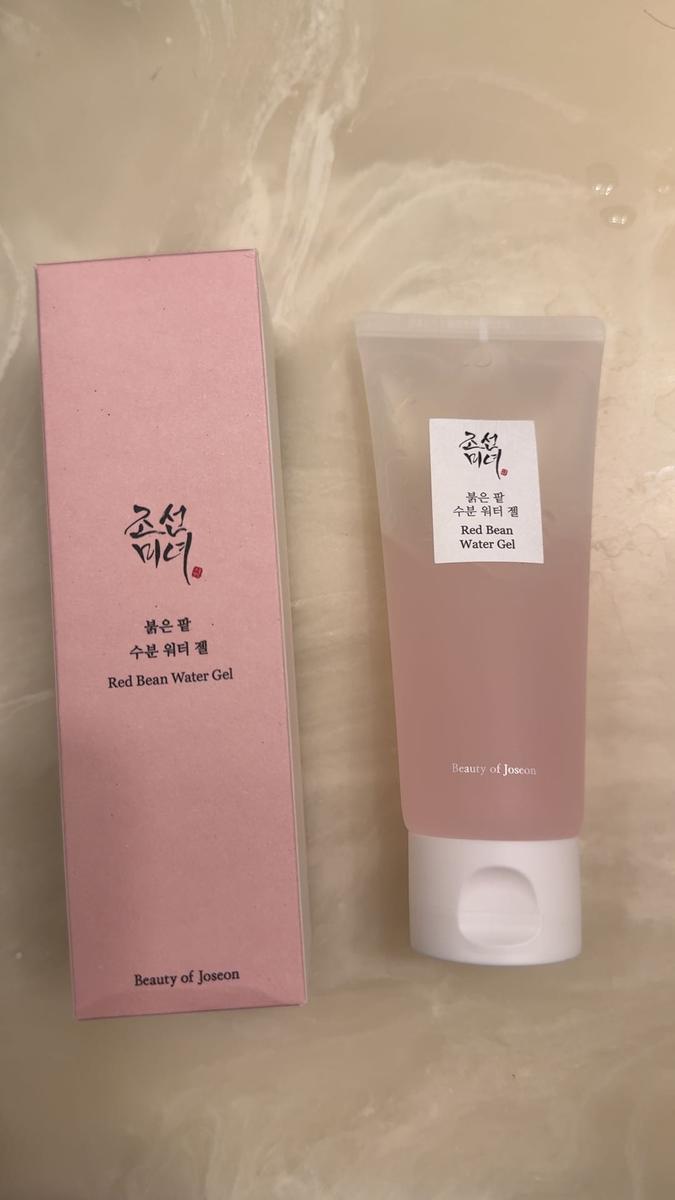 조선
미녀
붉은 팥
수분 워터 젤
Red Bean Water Gel
Beauty of Joseon
조선
미녀
붉은 팥
수분 워터 젤
Red Bean
Water Gel
Beauty of Joseon